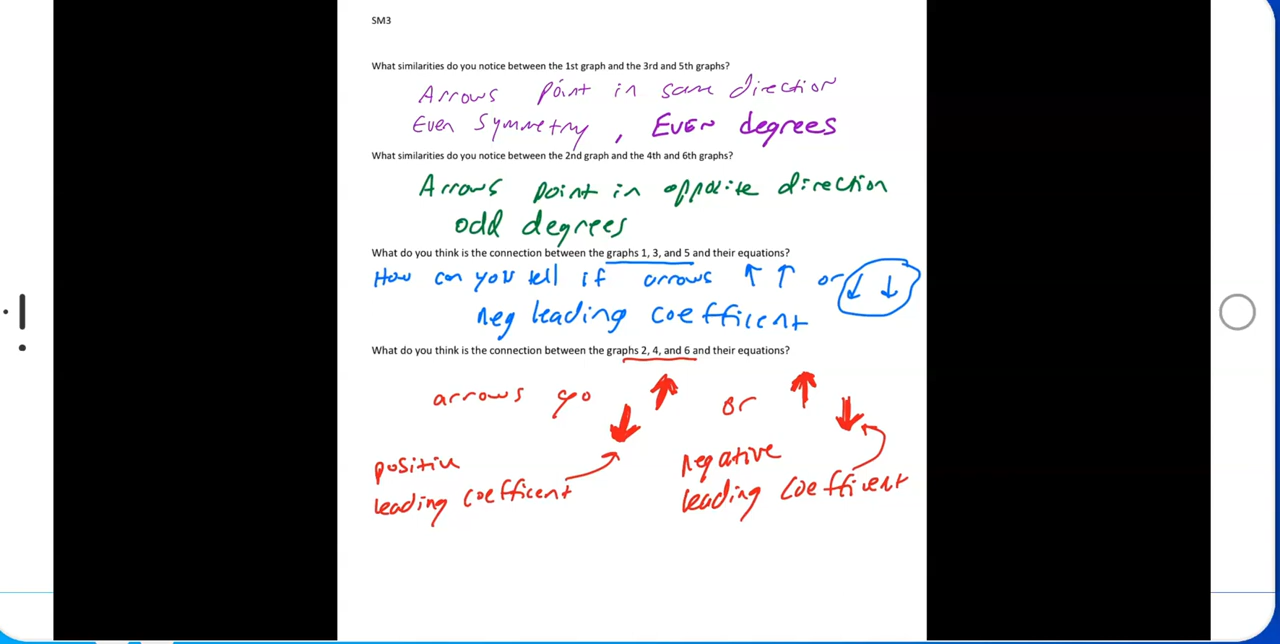 SM3
What similarities do you notice between the 1st graph and the 3rd and 5th graphs?
Arrows point in same direction
Even Symmetry, Even degrees
What similarities do you notice between the 2nd graph and the 4th and 6th graphs?
Arrows point in opposite direction
odd degrees
What do you think is the connection between the graphs 1, 3, and 5 and their equations?
How can you tell if arrows ↑ ↑ or ↓ ↓
neg leading coefficent
What do you think is the connection between the graphs 2, 4, and 6 and their equations?
arrows go ↓ ↑ or ↑ ↓
positive
leading coefficent
negative
leading coefficent